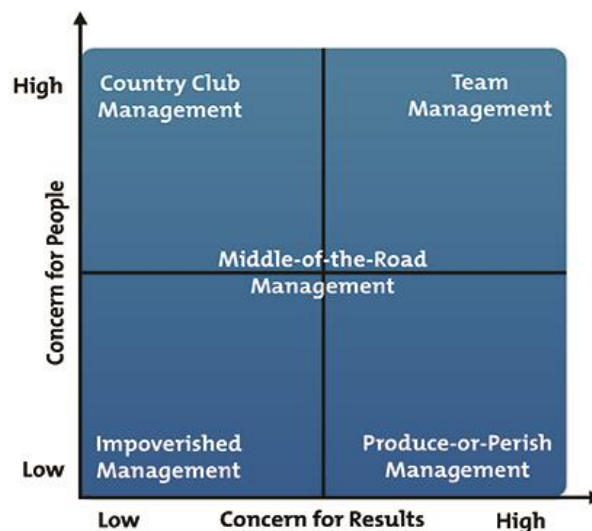 High
Country Club
Management
Team
Management
Concern for People
Middle-of-the-Road
Management
Impoverished
Management
Produce-or-Perish
Management
Low
Low
Concern for Results
High